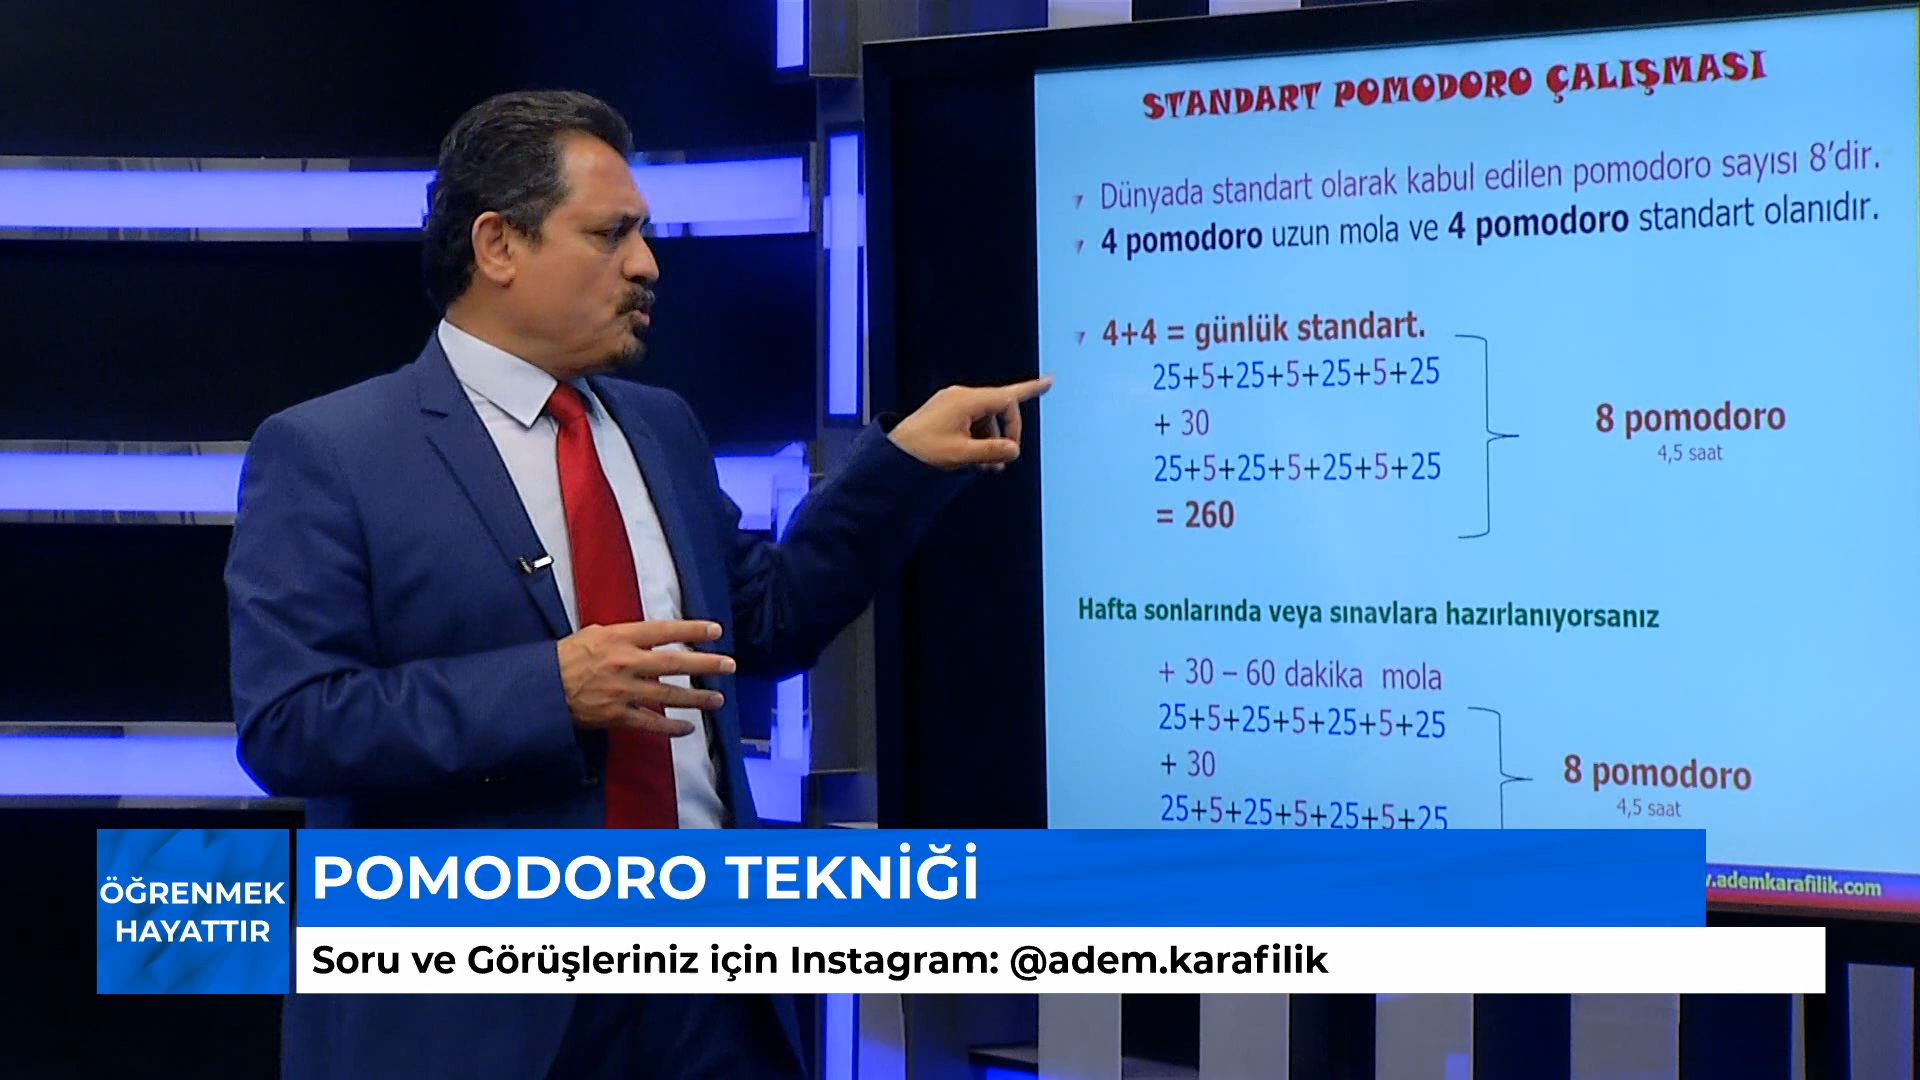 STANDART POMODORO ÇALIŞMASI
Dünyada standart olarak kabul edilen pomodoro sayısı 8'dir.
4 pomodoro uzun mola ve 4 pomodoro standart olanıdır.
4+4 = günlük standart.
25+5+25+5+25+5+25
+ 30
25+5+25+5+25+5+25
= 260
8 pomodoro
4,5 saat
Hafta sonlarında veya sınavlara hazırlanıyorsanız
+ 30 – 60 dakika mola
25+5+25+5+25+5+25
+ 30
25+5+25+5+25+5+25
8 pomodoro
4,5 saat
.ademkarafilik.com
ÖĞRENMEK
HAYATTIR
POMODORO TEKNİĞİ
Soru ve Görüşleriniz için Instagram: @adem.karafilik